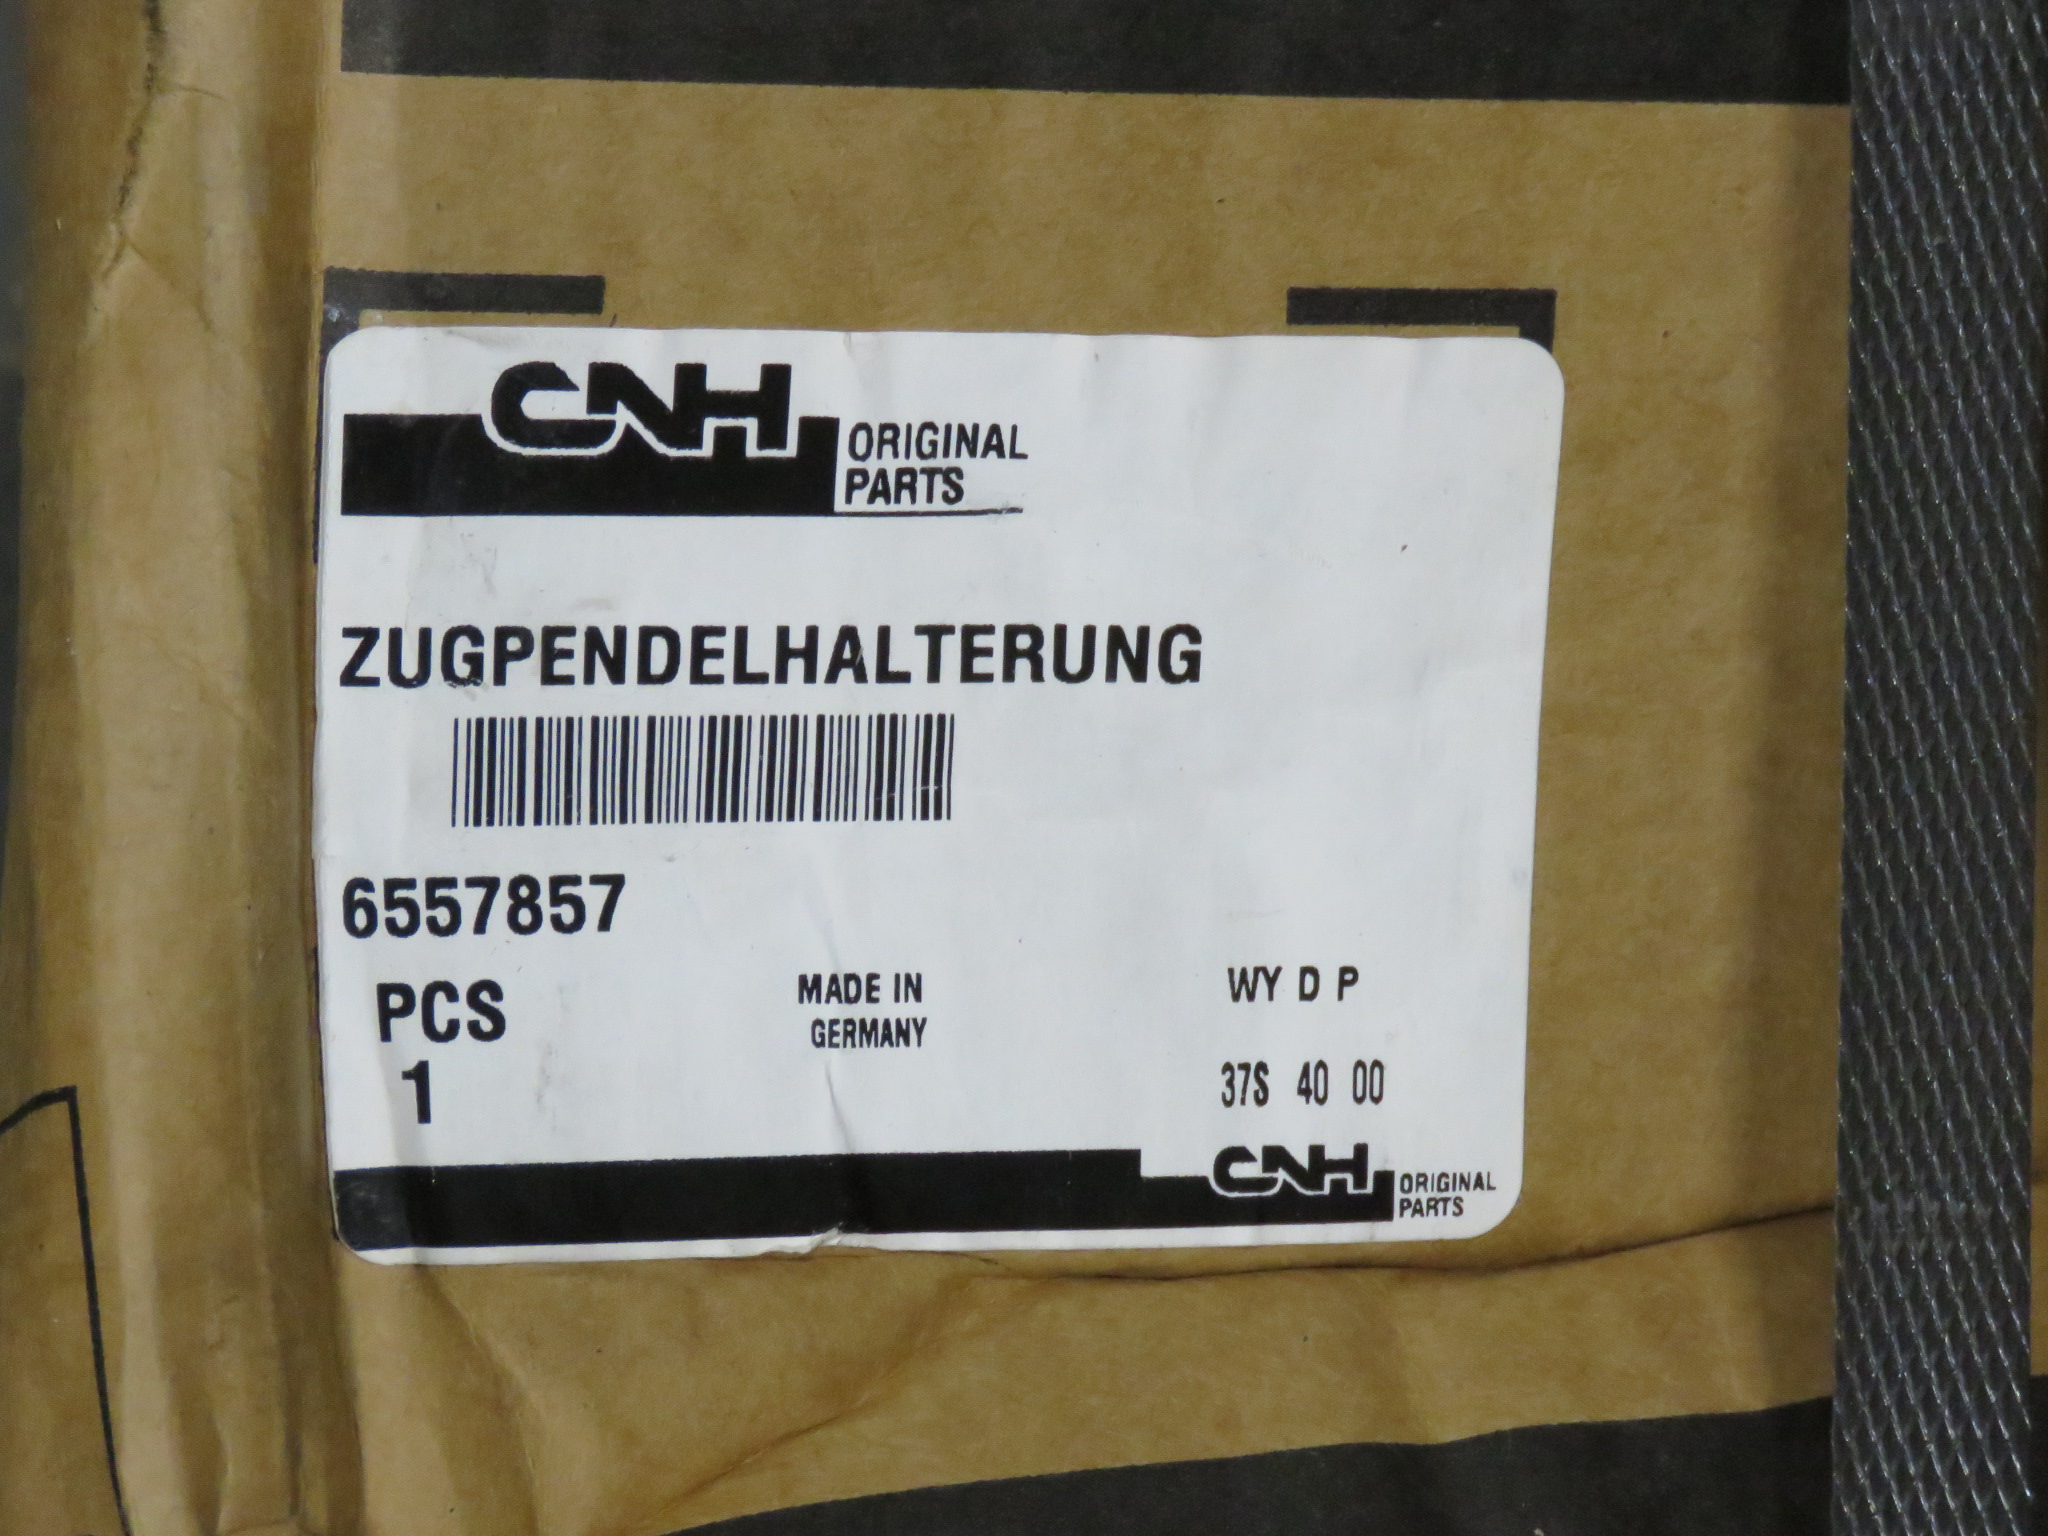 CNH ORIGINAL
PARTS
ZUGPENDELHALTERUNG
6557857
PCS
1
MADE IN
GERMANY
WY D P
37S 40 00
CNH ORIGINAL
PARTS